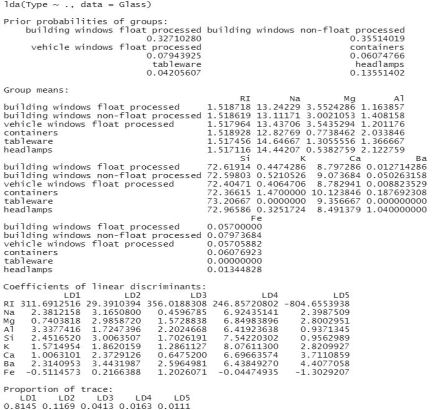 lda(Type ~ ., data = Glass)
Prior probabilities of groups:
building windows float processed building windows non-float processed
0.32710280 0.35514019
vehicle windows float processed containers
0.07943925 0.06074766
tableware headlamps
0.04205607 0.13551402
Group means:
RI Na Mg Al
building windows float processed 1.518718 13.24229 3.5524286 1.163857
building windows non-float processed 1.518619 13.11171 3.0021053 1.408158
vehicle windows float processed 1.517964 13.43706 3.5435294 1.201176
containers 1.518928 12.82769 0.7738462 2.033846
tableware 1.517456 14.64667 1.3055556 1.366667
headlamps 1.517116 14.44207 0.5382759 2.122759
Si K Ca Ba
building windows float processed 72.61914 0.4474286 8.797286 0.012714286
building windows non-float processed 72.59803 0.5210526 9.073684 0.050263158
vehicle windows float processed 72.40471 0.4064706 8.782941 0.008823529
containers 72.36615 1.4700000 10.123846 0.187692308
tableware 73.20667 0.0000000 9.356667 0.000000000
headlamps 72.96586 0.3251724 8.491379 1.040000000
Fe
building windows float processed 0.05700000
building windows non-float processed 0.07973684
vehicle windows float processed 0.05705882
containers 0.06076923
tableware 0.00000000
headlamps 0.01344828
Coefficients of linear discriminants:
LD1 LD2 LD3 LD4 LD5
RI 311.6912516 29.3910394 356.0188308 246.85720802 -804.6553938
Na 2.3812158 3.1650800 0.4596785 6.92435141 2.3987509
Mg 0.7403818 2.9858720 1.5728838 6.84983896 2.8002951
Al 3.3377416 1.7247396 2.2024668 6.41923638 0.9371345
Si 2.4516520 3.0063507 1.7026191 7.54220302 0.9562989
K 1.5714954 1.8620159 1.2861127 8.07611300 2.8209927
Ca 1.0063101 2.3729126 0.6475200 6.69663574 3.7110859
Ba 2.3140953 3.4431987 2.5964981 6.43849270 4.4077058
Fe -0.5114573 0.2166388 1.2026071 -0.04474935 -1.3029207
Proportion of trace:
LD1 LD2 LD3 LD4 LD5
0.8145 0.1169 0.0413 0.0163 0.0111